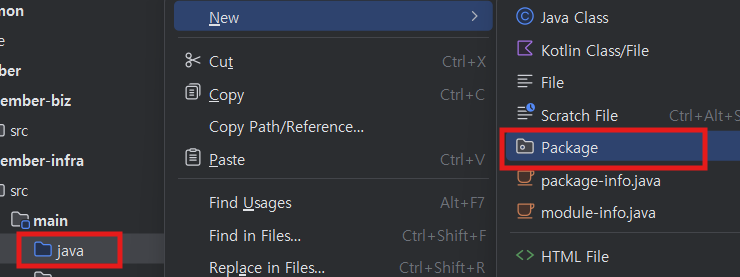 mon
e
ber
ember-biz
src
ember-infra
src
main
java
New
Cut Ctrl+X
Copy Ctrl+C
Copy Path/Reference...
Paste Ctrl+V
Find Usages Alt+F7
Find in Files... Ctrl+Shift+F
Replace in Files... Ctrl+Shift+R
Java Class
Kotlin Class/File
File
Scratch File Ctrl+Alt+S
Package
package-info.java
module-info.java
HTML File